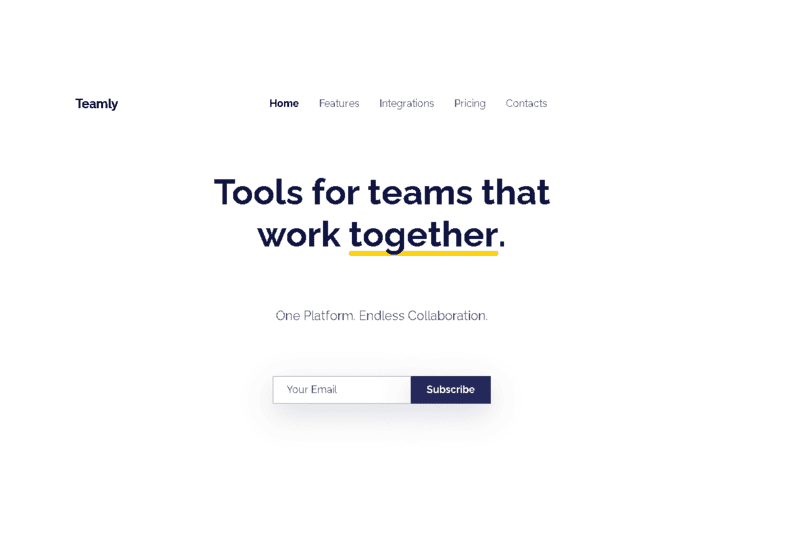 Teamly
Home Features Integrations Pricing Contacts
Tools for teams that
work together.
One Platform. Endless Collaboration.
Your Email Subscribe